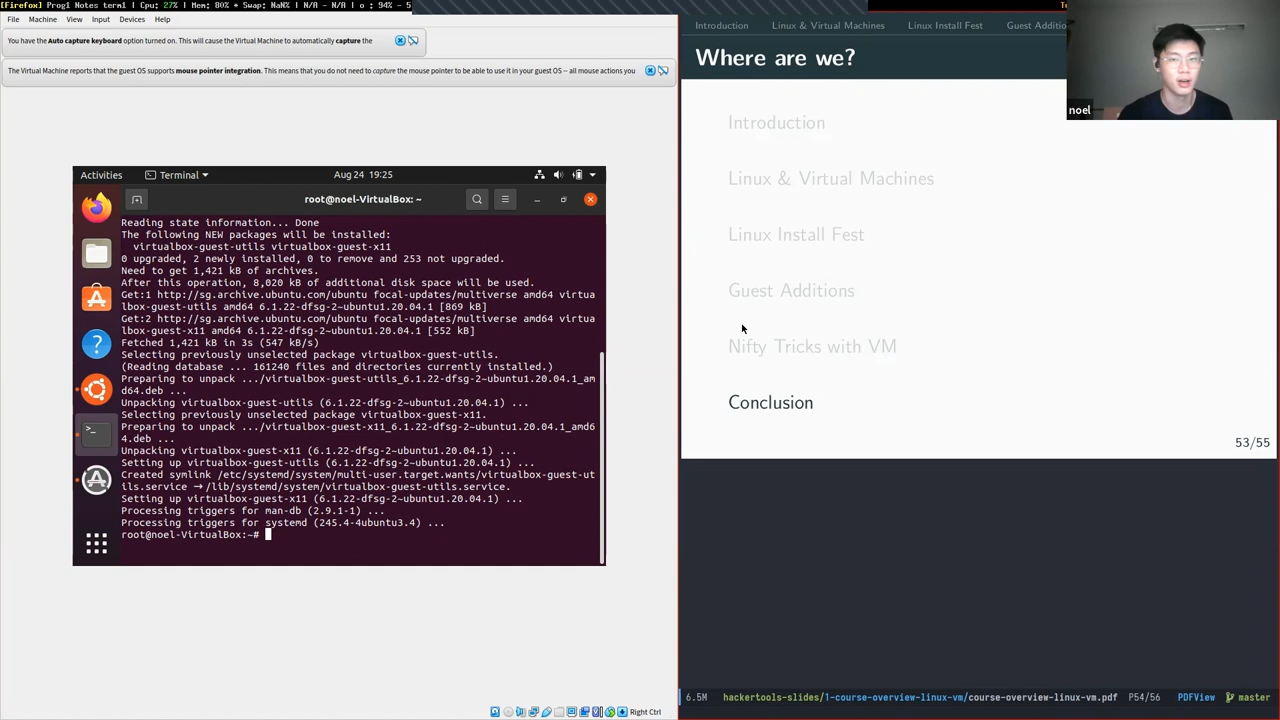 [Firefox] Prog1 Notes term1 | Cpu: 27% | Mem: 80% * Swap: NaN% | N/A - N/A | o : 94% - 5
File Machine View Input Devices Help
You have the Auto capture keyboard option turned on. This will cause the Virtual Machine to automatically capture the
The Virtual Machine reports that the guest OS supports mouse pointer integration. This means that you do not need to capture the mouse pointer to be able to use it in your guest OS -- all mouse actions you
Activities Terminal Aug 24 19:25
root@noel-VirtualBox: ~
Reading state information... Done
The following NEW packages will be installed:
virtualbox-guest-utils virtualbox-guest-x11
0 upgraded, 2 newly installed, 0 to remove and 253 not upgraded.
Need to get 1,421 kB of archives.
After this operation, 8,020 kB of additional disk space will be used.
Get:1 http://sg.archive.ubuntu.com/ubuntu focal-updates/multiverse amd64 virtua
lbox-guest-utils amd64 6.1.22-dfsg-2~ubuntu1.20.04.1 [869 kB]
Get:2 http://sg.archive.ubuntu.com/ubuntu focal-updates/multiverse amd64 virtua
lbox-guest-x11 amd64 6.1.22-dfsg-2~ubuntu1.20.04.1 [552 kB]
Fetched 1,421 kB in 3s (547 kB/s)
Selecting previously unselected package virtualbox-guest-utils.
(Reading database ... 161240 files and directories currently installed.)
Preparing to unpack .../virtualbox-guest-utils_6.1.22-dfsg-2~ubuntu1.20.04.1_am
d64.deb ...
Unpacking virtualbox-guest-utils (6.1.22-dfsg-2~ubuntu1.20.04.1) ...
Selecting previously unselected package virtualbox-guest-x11.
Preparing to unpack .../virtualbox-guest-x11_6.1.22-dfsg-2~ubuntu1.20.04.1_amd6
4.deb ...
Unpacking virtualbox-guest-x11 (6.1.22-dfsg-2~ubuntu1.20.04.1) ...
Setting up virtualbox-guest-utils (6.1.22-dfsg-2~ubuntu1.20.04.1) ...
Created symlink /etc/systemd/system/multi-user.target.wants/virtualbox-guest-ut
ils.service → /lib/systemd/system/virtualbox-guest-utils.service.
Setting up virtualbox-guest-x11 (6.1.22-dfsg-2~ubuntu1.20.04.1) ...
Processing triggers for man-db (2.9.1-1) ...
Processing triggers for systemd (245.4-4ubuntu3.4) ...
root@noel-VirtualBox:~#
Right Ctrl
Introduction Linux & Virtual Machines Linux Install Fest Guest Additio
Where are we?
noel
Introduction
Linux & Virtual Machines
Linux Install Fest
Guest Additions
Nifty Tricks with VM
Conclusion
53/55
6.5M hackertools-slides/1-course-overview-linux-vm/course-overview-linux-vm.pdf P54/56 PDFView master